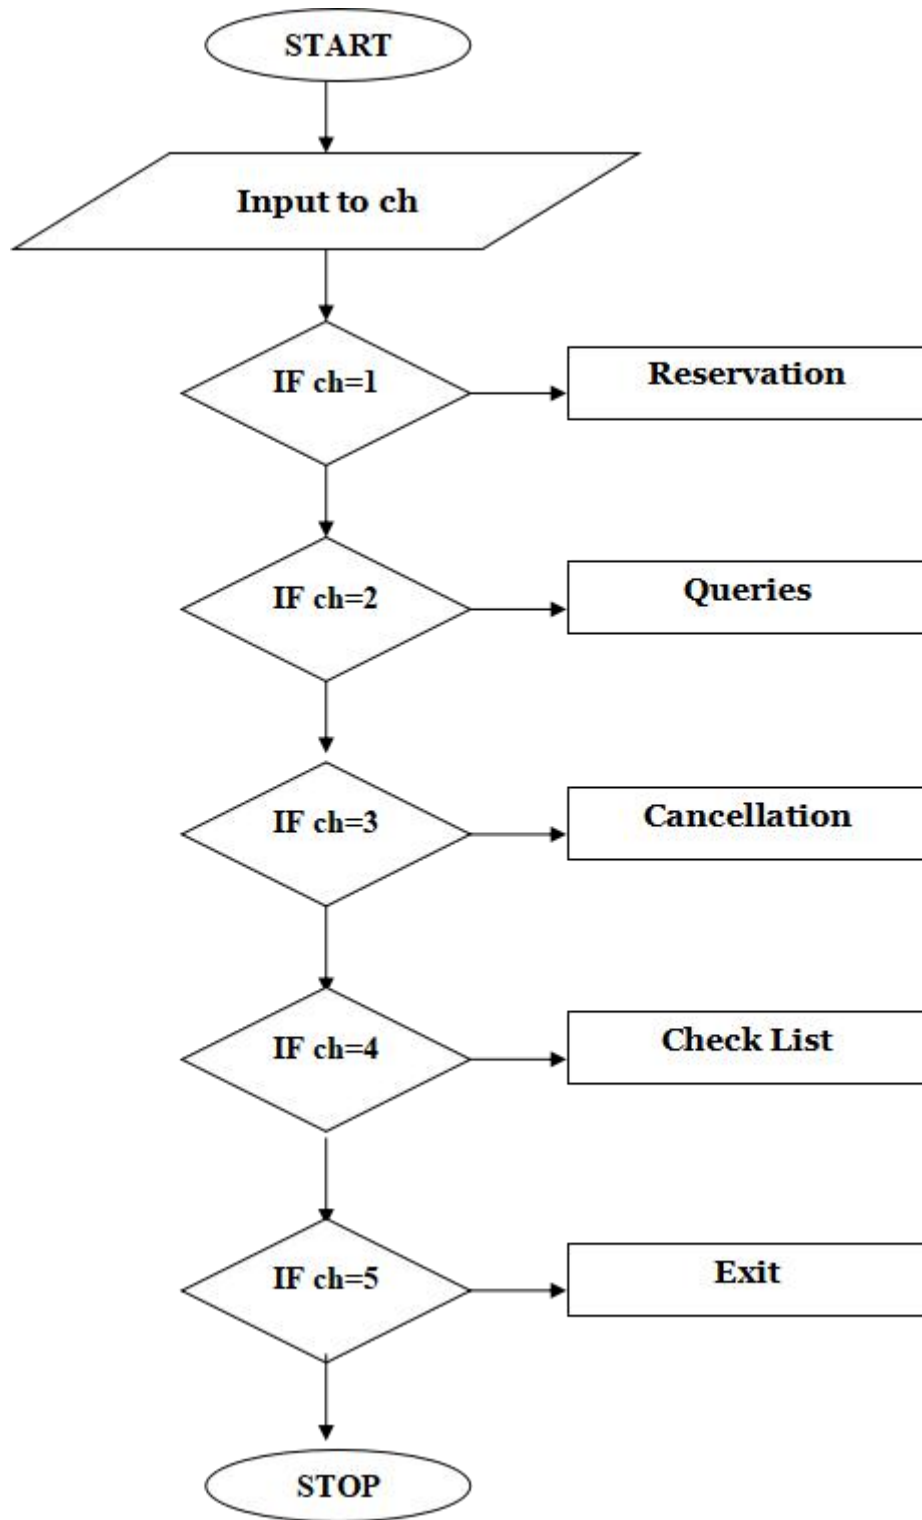 START
Input to ch
IF ch=1
Reservation
IF ch=2
Queries
IF ch=3
Cancellation
IF ch=4
Check List
IF ch=5
Exit
STOP